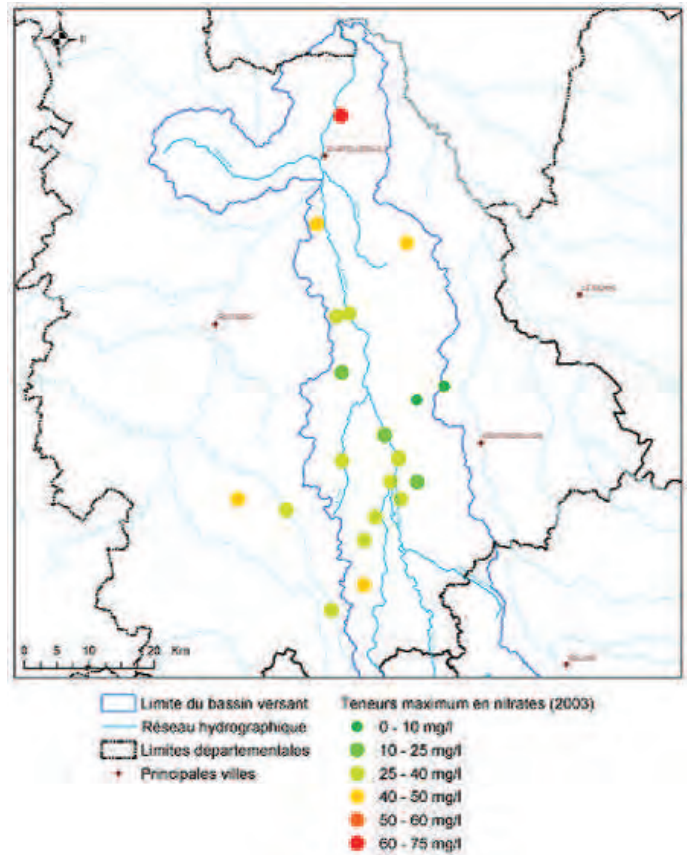 0 5 10 20 Km
Limite du bassin versant
Réseau hydrographique
Limites départementales
Principales villes
Teneurs maximum en nitrates (2003)
0 - 10 mg/l
10 - 25 mg/l
25 - 40 mg/l
40 - 50 mg/l
50 - 60 mg/l
60 - 75 mg/l